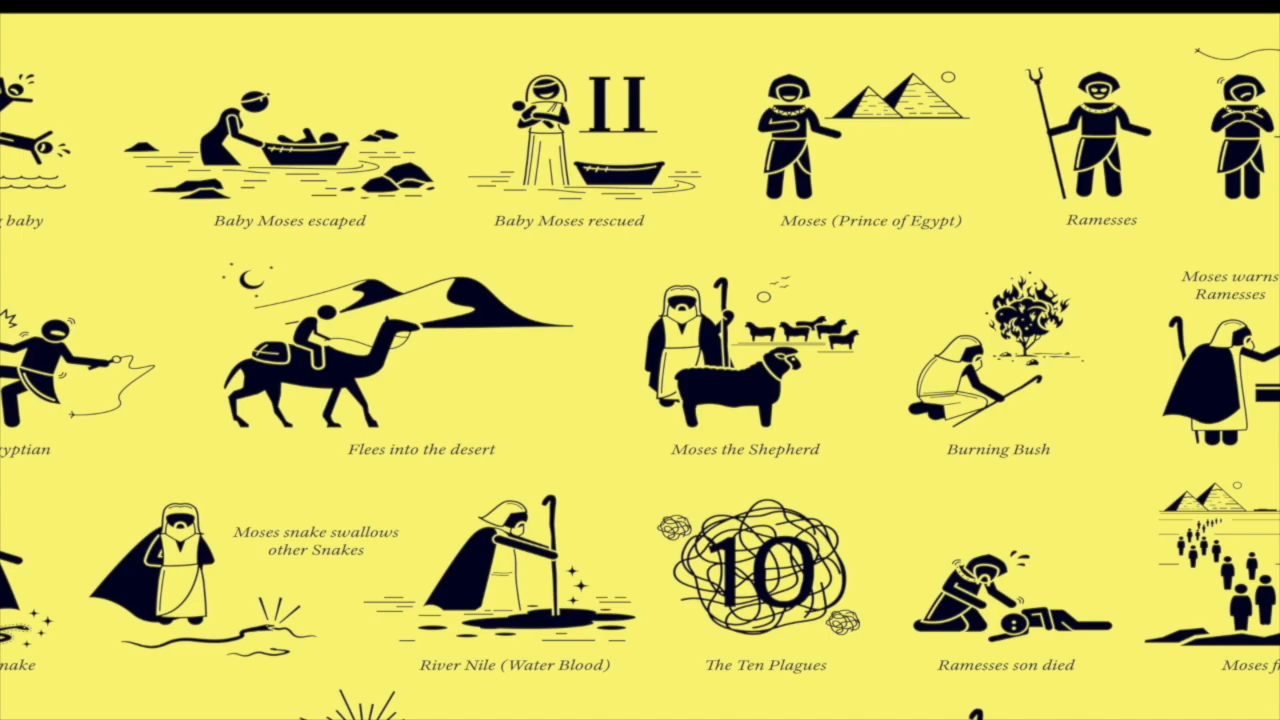 II
baby
Baby Moses escaped
Baby Moses rescued
Moses (Prince of Egypt)
Ramesses
Moses warns
Ramesses
yptian
Flees into the desert
Moses the Shepherd
Burning Bush
Moses snake swallows
other Snakes
10
nake
River Nile (Water Blood)
The Ten Plagues
Ramesses son died
Moses f